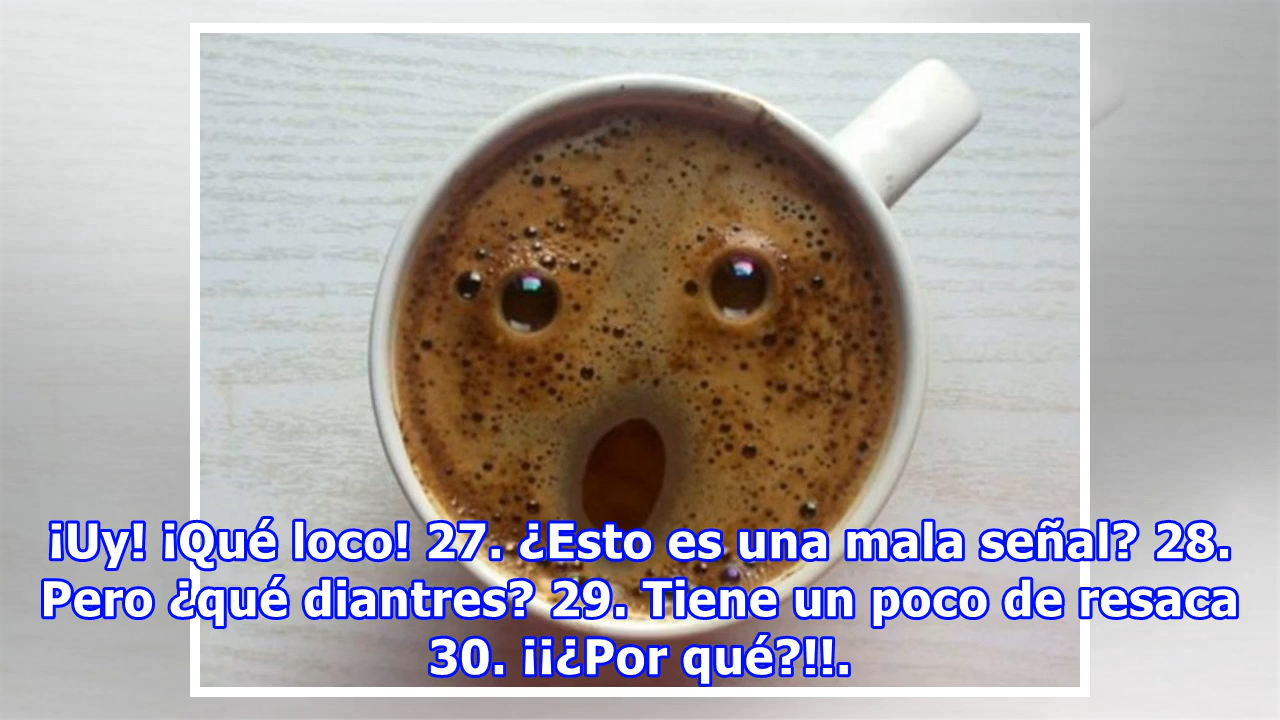 ¡Uy! ¡Qué loco! 27. ¿Esto es una mala señal? 28.
Pero ¿qué diantres? 29. Tiene un poco de resaca
30. ¡¡¿Por qué?!!.